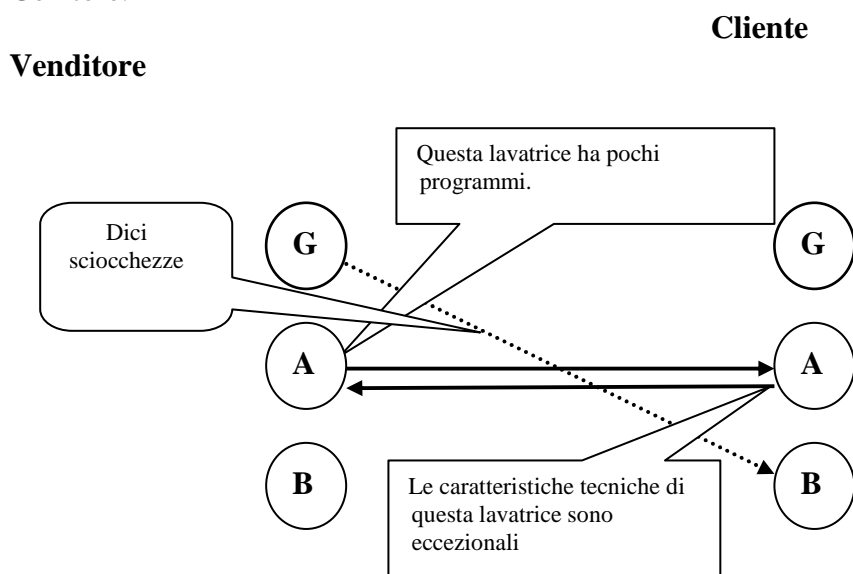 Cliente
Venditore
Questa lavatrice ha pochi
programmi.
Dici
sciocchezze
G
G
A
A
B
B
Le caratteristiche tecniche di
questa lavatrice sono
eccezionali